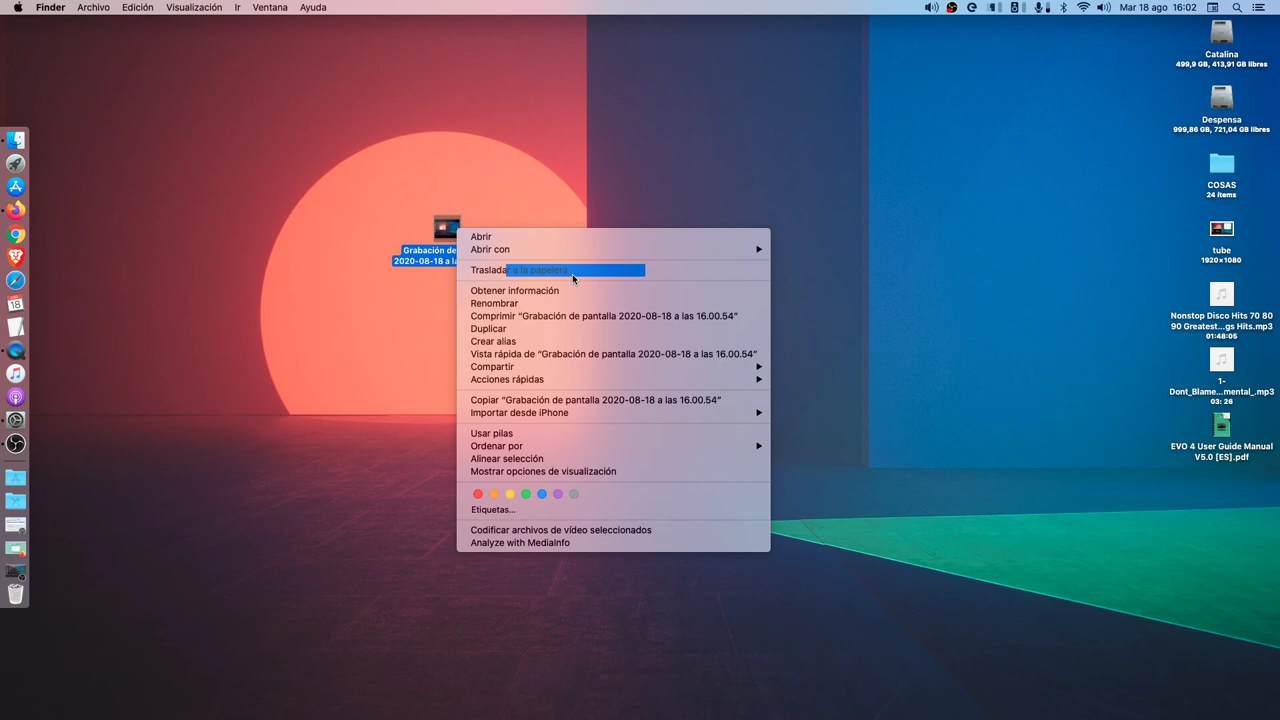 Finder Archivo Edición Visualización Ir Ventana Ayuda
Mar 18 ago 16:02
Catalina
499,9 GB, 413,91 GB libres
Despensa
999,86 GB, 721,04 GB libres
18
COSAS
24 ítems
tube
1920×1080
Nonstop Disco Hits 70 80
90 Greatest...gs Hits.mp3
01:48:05
1-
Dont_Blame...mental_.mp3
03: 26
EVO 4 User Guide Manual
V5.0 [ES].pdf
Grabación de
2020-08-18 a la
Abrir
Abrir con
Trasladar a la papelera
Obtener información
Renombrar
Comprimir “Grabación de pantalla 2020-08-18 a las 16.00.54”
Duplicar
Crear alias
Vista rápida de “Grabación de pantalla 2020-08-18 a las 16.00.54”
Compartir
Acciones rápidas
Copiar “Grabación de pantalla 2020-08-18 a las 16.00.54”
Importar desde iPhone
Usar pilas
Ordenar por
Alinear selección
Mostrar opciones de visualización
Etiquetas...
Codificar archivos de vídeo seleccionados
Analyze with MediaInfo